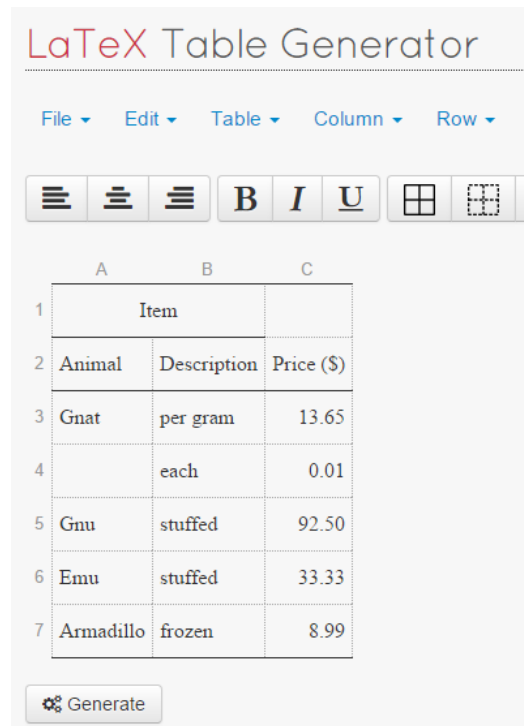 LaTeX Table Generator
File Edit Table Column Row
B I U
A B C
1 Item
2 Animal Description Price ($)
3 Gnat per gram 13.65
4 each 0.01
5 Gnu stuffed 92.50
6 Emu stuffed 33.33
7 Armadillo frozen 8.99
Generate